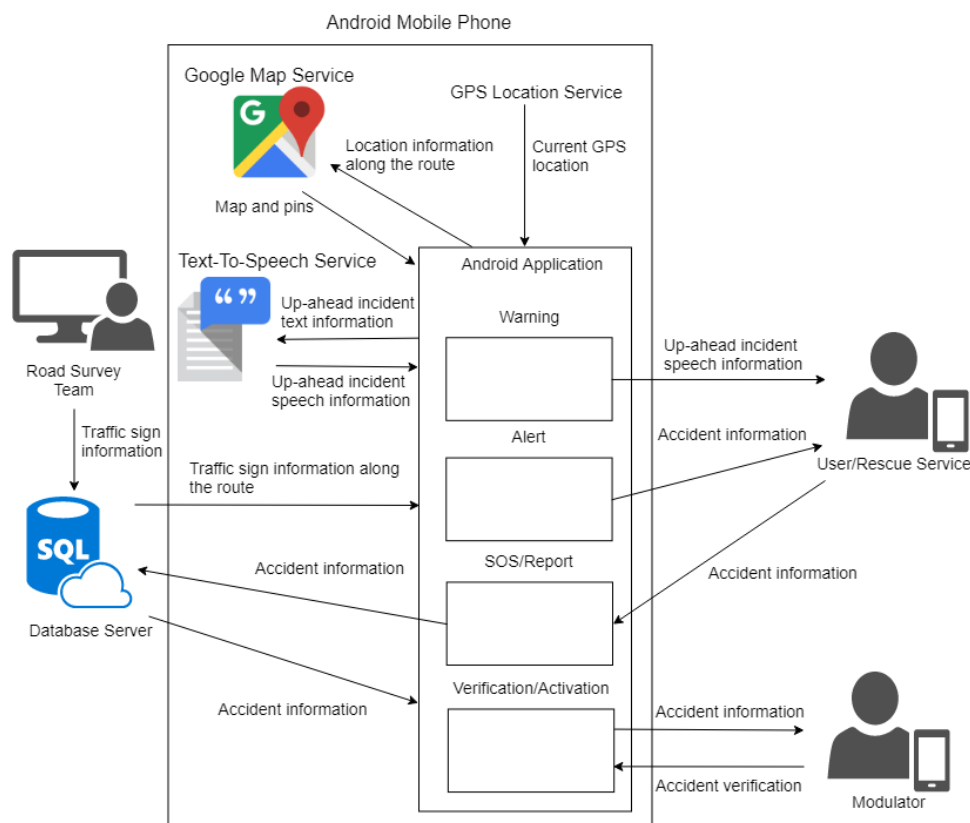 Android Mobile Phone
Google Map Service
G
GPS Location Service
Location information
along the route
Current GPS
location
Map and pins
Android Application
Text-To-Speech Service
“ ”
Up-ahead incident
text information
Warning
Up-ahead incident
speech information
Up-ahead incident
speech information
Road Survey
Team
Alert
Accident information
User/Rescue Service
Traffic sign
information
Traffic sign information along
the route
SQL
SOS/Report
Accident information
Accident information
Database Server
Verification/Activation
Accident information
Accident information
Accident verification
Modulator